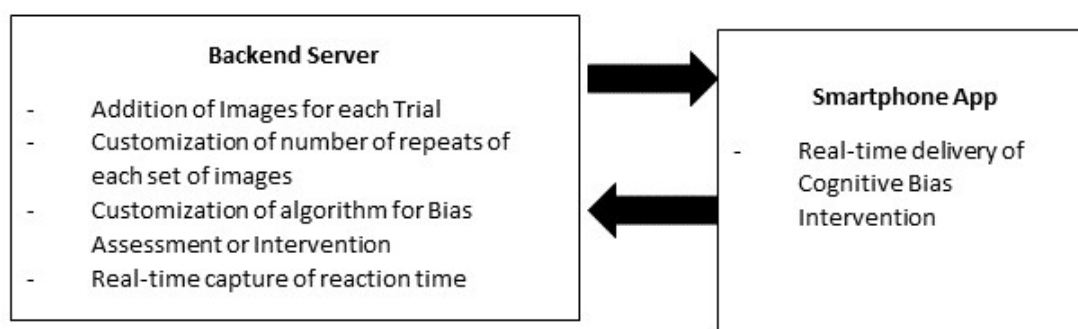 Backend Server
- Addition of Images for each Trial
- Customization of number of repeats of
each set of images
- Customization of algorithm for Bias
Assessment or Intervention
- Real-time capture of reaction time
Smartphone App
- Real-time delivery of
Cognitive Bias
Intervention